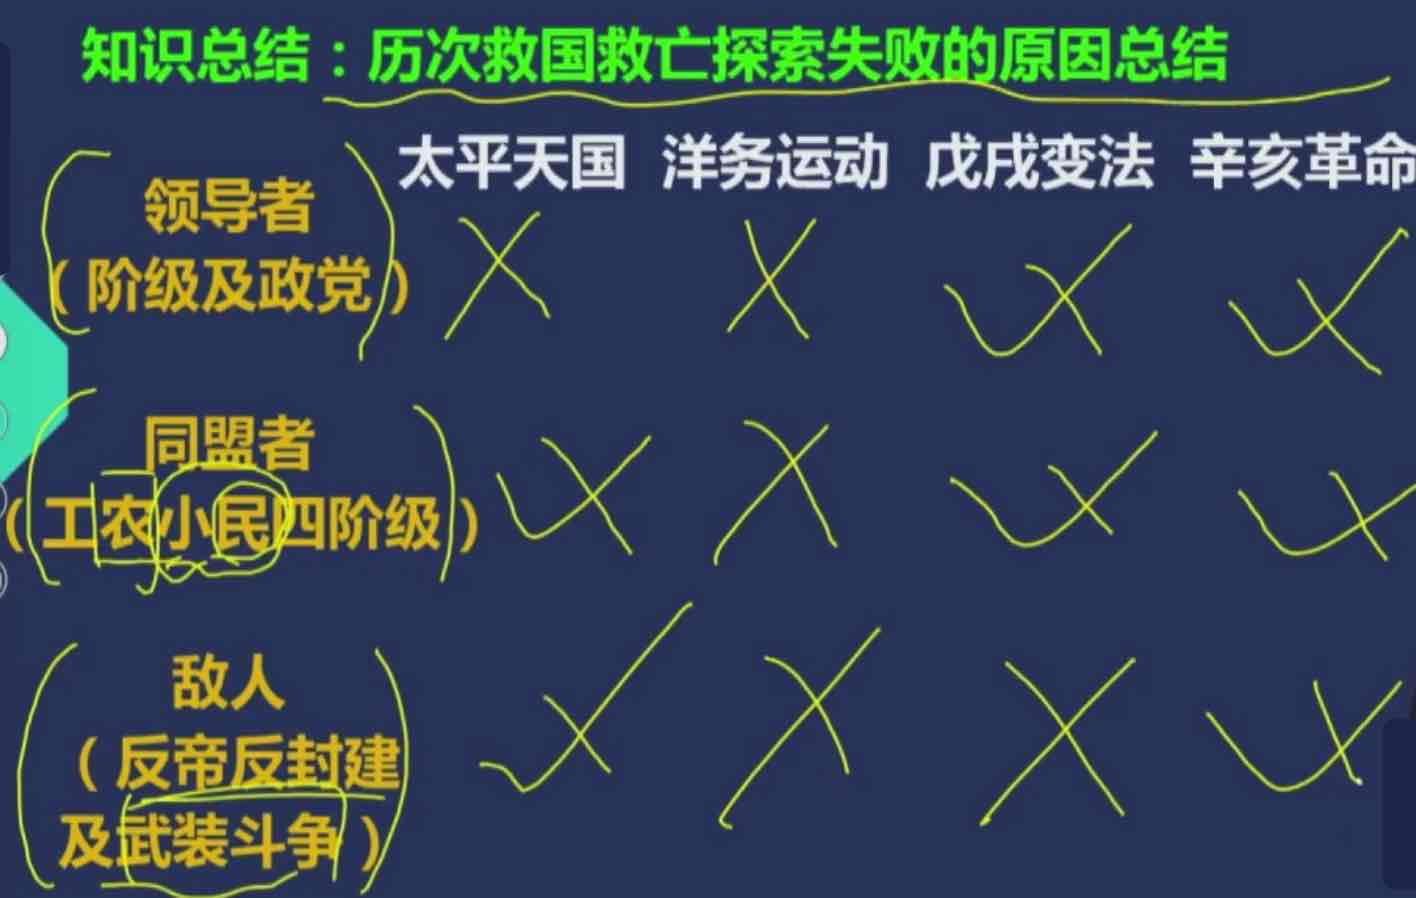 知识总结：历次救国救亡探索失败的原因总结
太平天国 洋务运动 戊戌变法 辛亥革命
领导者
（阶级及政党）
同盟者
（工农小民四阶级）
敌人
（反帝反封建
及武装斗争）